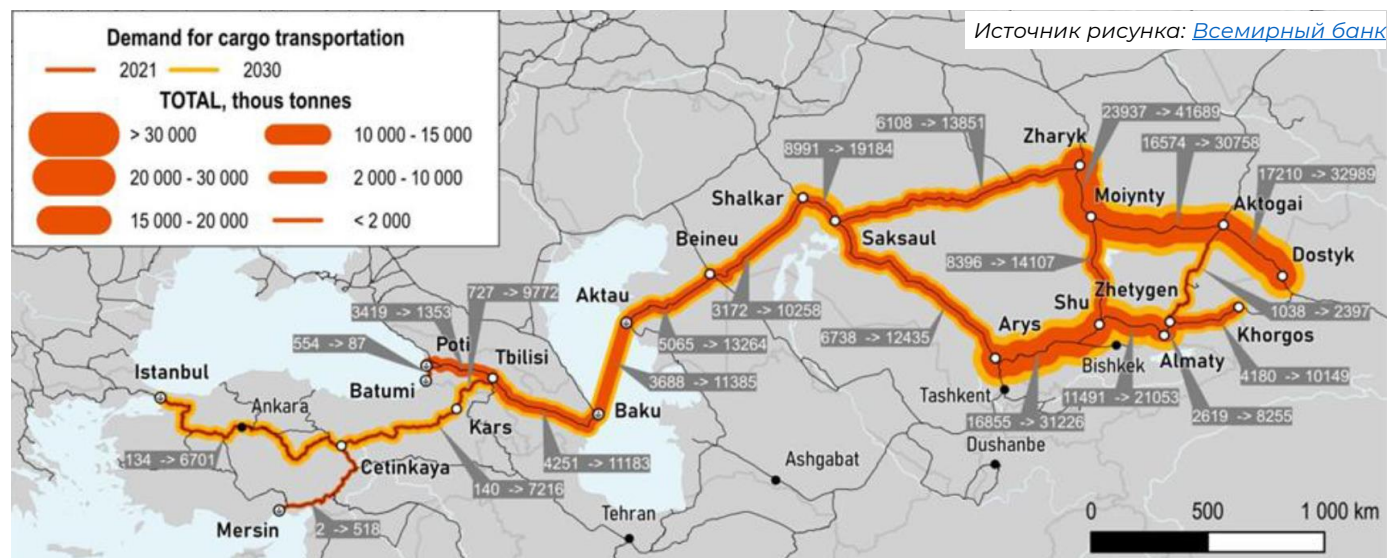 Источник рисунка: Всемирный банк
Demand for cargo transportation
2021
2030
TOTAL, thous tonnes
> 30 000
10 000 - 15 000
20 000 - 30 000
2 000 - 10 000
15 000 - 20 000
< 2 000
23937 -> 41689
6108 -> 13851
Zharyk
16574 -> 30758
8991 -> 19184
17210 -> 32989
Shalkar
Moiynty
Aktogai
Beineu
Saksaul
Dostyk
8396 -> 14107
727 -> 9772
Aktau
Shu
Zhetygen
3419 -> 1353
3172 -> 10258
1038 -> 2397
Poti
Arys
Khorgos
554 -> 87
Tbilisi
5065 -> 13264
6738 -> 12435
Bishkek
Almaty
Istanbul
Batumi
3688 -> 11385
4180 -> 10149
Ankara
Tashkent
11491 -> 21053
Kars
Baku
2619 -> 8255
16855 -> 31226
Dushanbe
134 -> 6701
Cetinkaya
4251 -> 11183
Ashgabat
140 -> 7216
Tehran
Mersin
2 -> 518
0
500
1 000 km